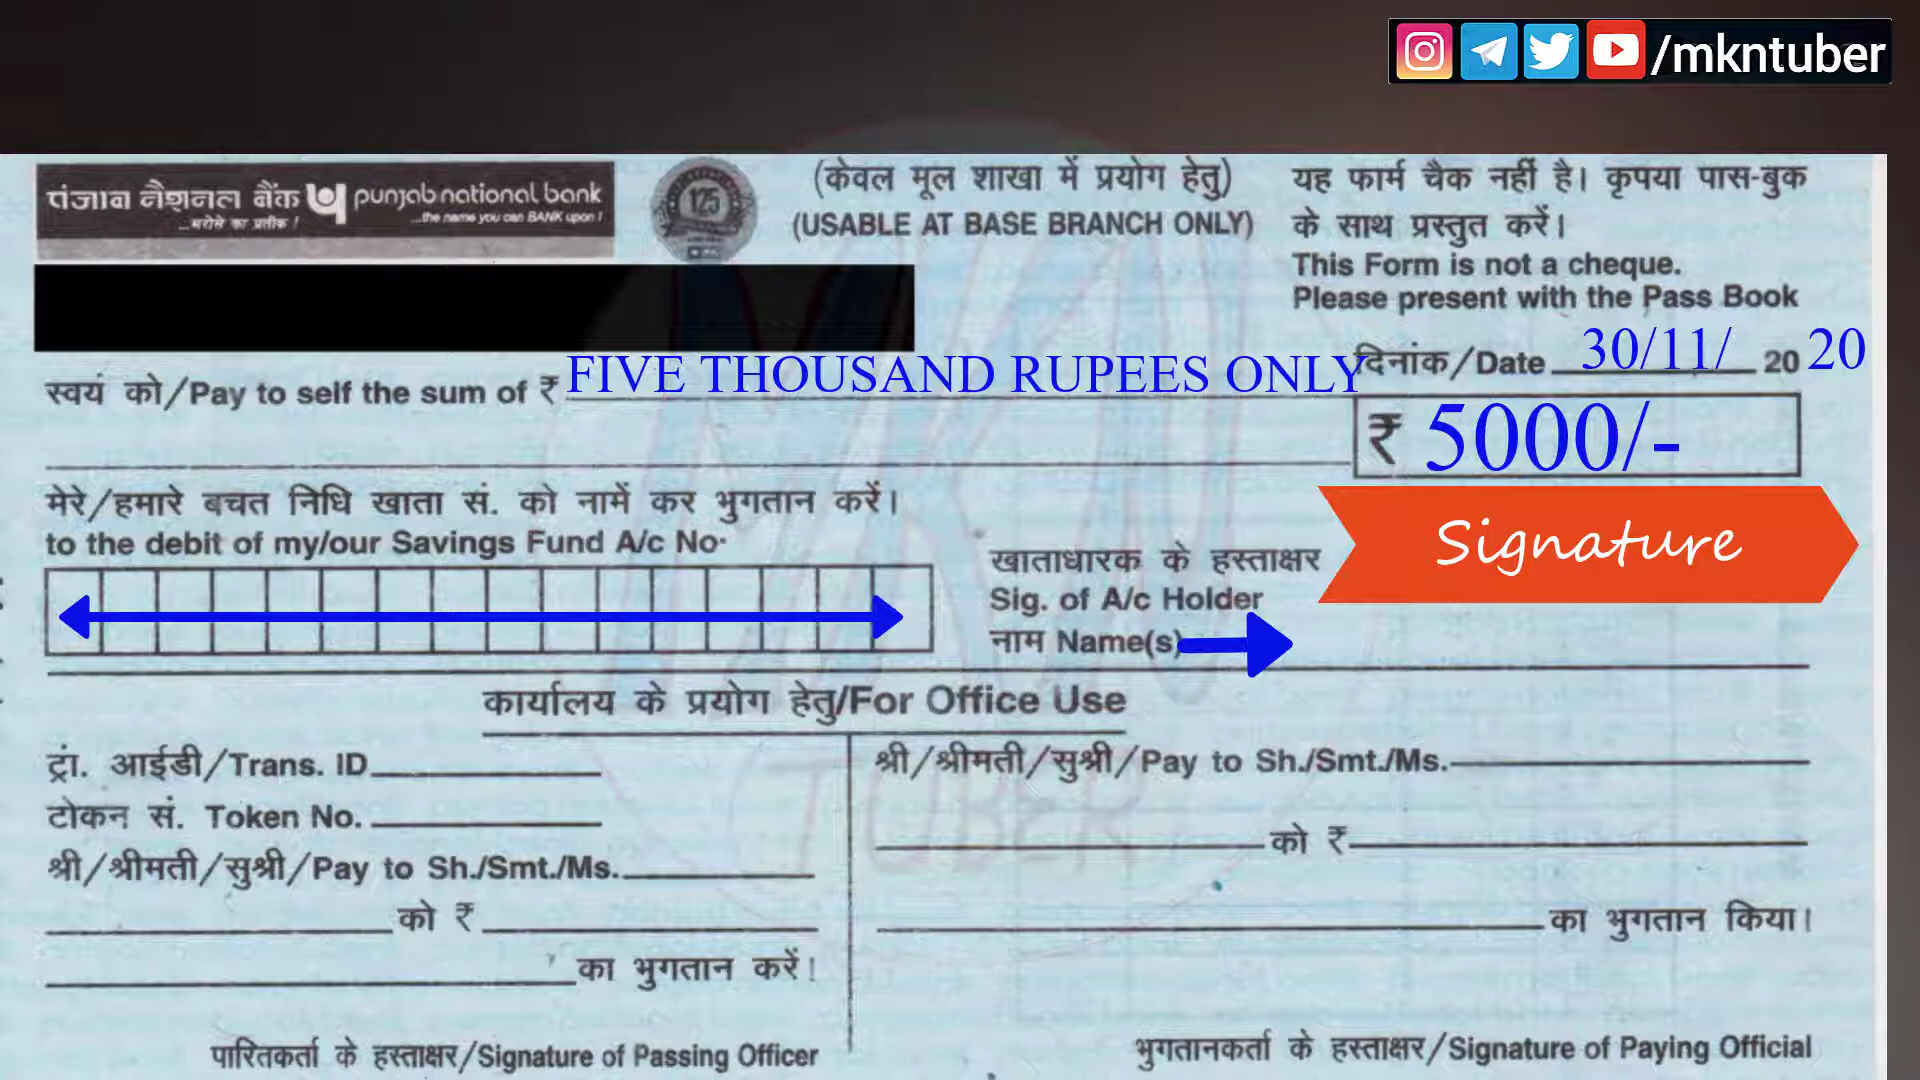 /mkntuber
पंजाब नैशनल बैंक punjab national bank
...भरोसे का प्रतीक ! ...the name you can BANK upon !
125
(केवल मूल शाखा में प्रयोग हेतु)
(USABLE AT BASE BRANCH ONLY)
यह फार्म चैक नहीं है। कृपया पास-बुक
के साथ प्रस्तुत करें।
This Form is not a cheque.
Please present with the Pass Book
दिनांक/Date 30/11/ 20 20
स्वयं को/Pay to self the sum of ₹ FIVE THOUSAND RUPEES ONLY
₹ 5000/-
मेरे/हमारे बचत निधि खाता सं. को नामें कर भुगतान करें।
to the debit of my/our Savings Fund A/c No.
Signature
खाताधारक के हस्ताक्षर
Sig. of A/c Holder
नाम Name(s)
कार्यालय के प्रयोग हेतु/For Office Use
ट्रां. आईडी/Trans. ID
टोकन सं. Token No.
श्री/श्रीमती/सुश्री/Pay to Sh./Smt./Ms.
को ₹
का भुगतान करें!
पारितकर्ता के हस्ताक्षर/Signature of Passing Officer
श्री/श्रीमती/सुश्री/Pay to Sh./Smt./Ms.
को ₹
का भुगतान किया।
भुगतानकर्ता के हस्ताक्षर/Signature of Paying Official
MKN
TUBER